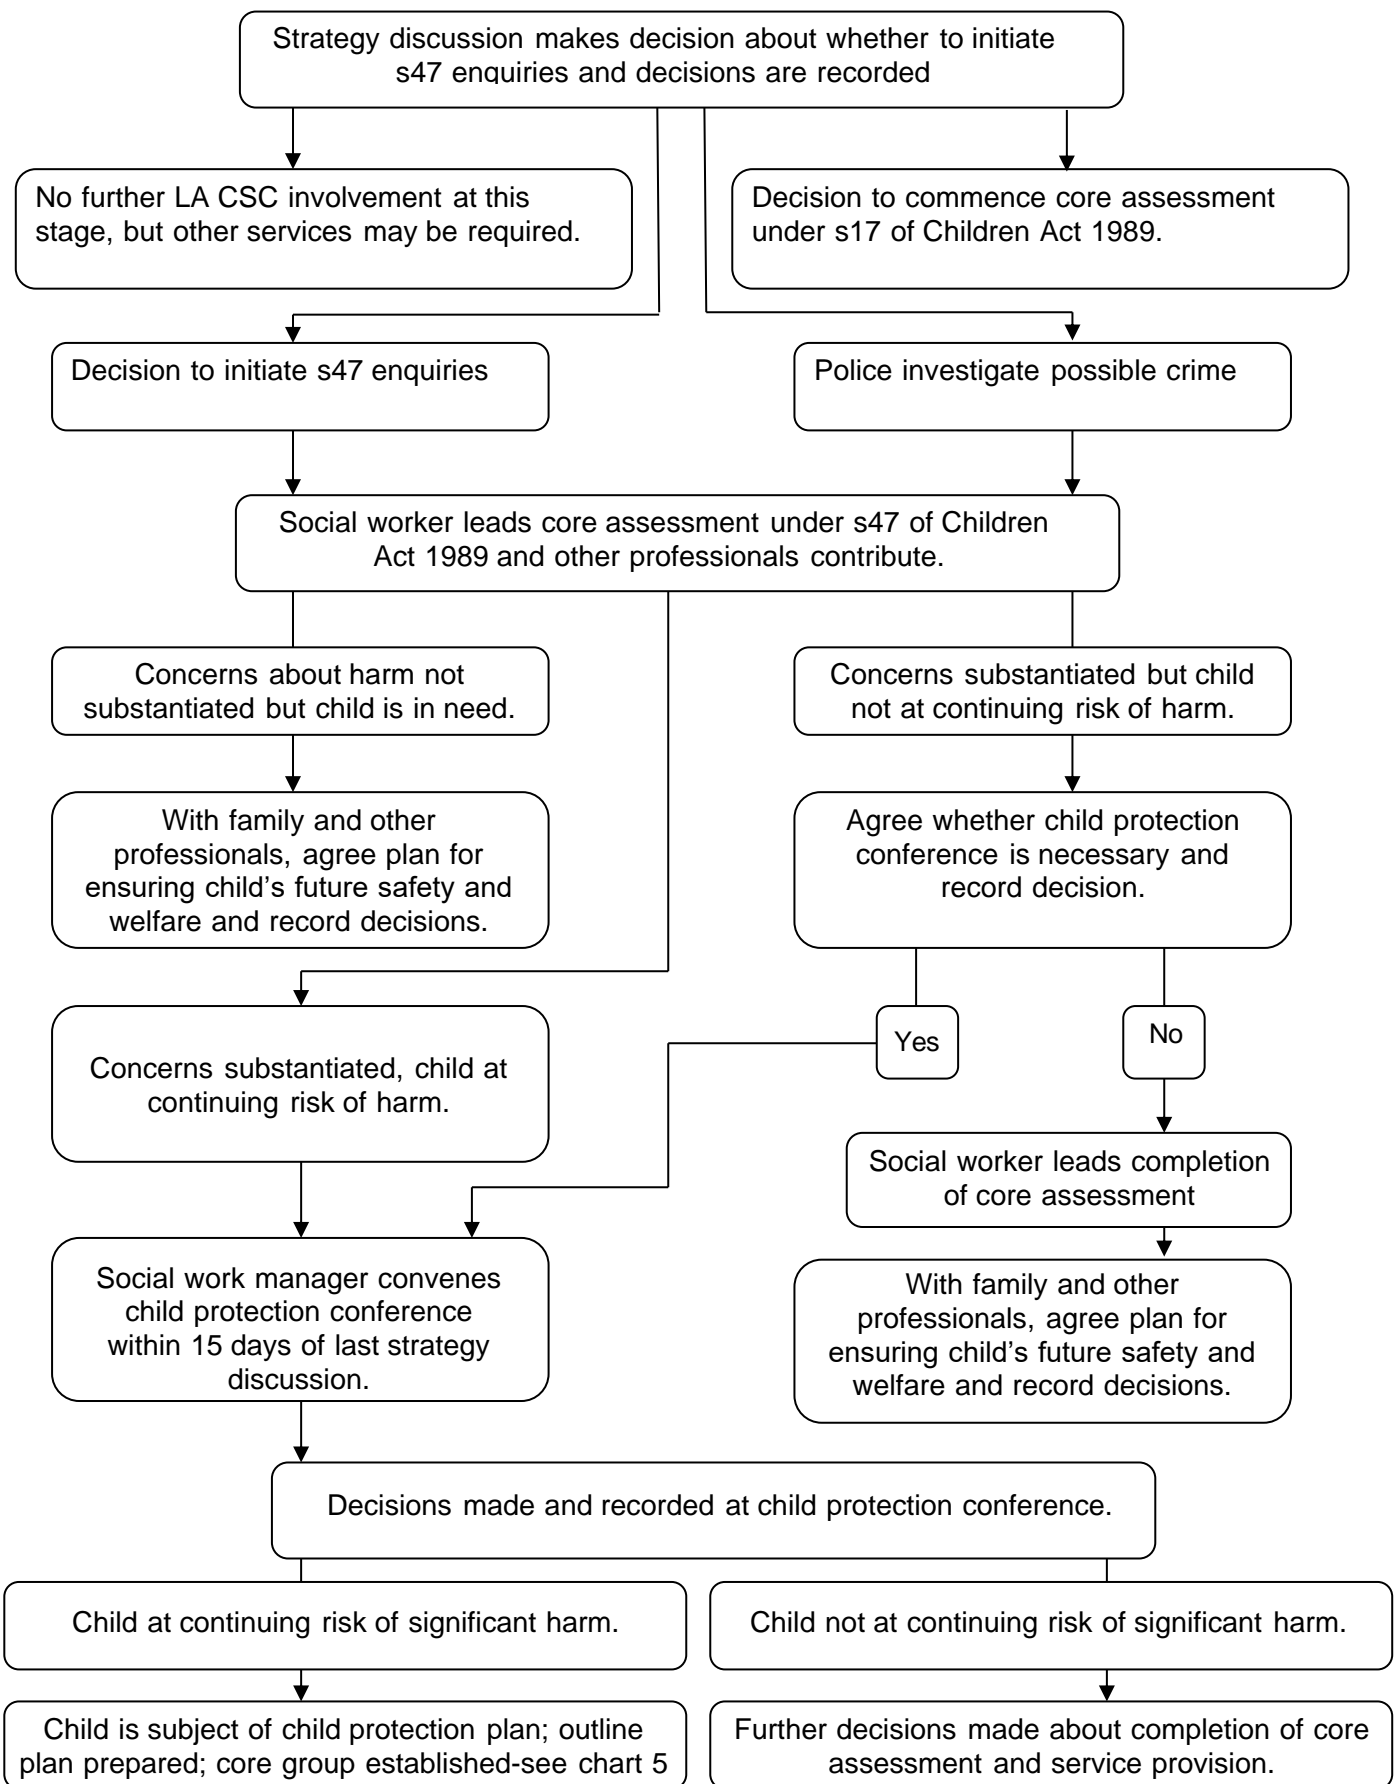 Strategy discussion makes decision about whether to initiate
s47 enquiries and decisions are recorded
No further LA CSC involvement at this
stage, but other services may be required.
Decision to commence core assessment
under s17 of Children Act 1989.
Decision to initiate s47 enquiries
Police investigate possible crime
Social worker leads core assessment under s47 of Children
Act 1989 and other professionals contribute.
Concerns about harm not
substantiated but child is in need.
Concerns substantiated but child
not at continuing risk of harm.
With family and other
professionals, agree plan for
ensuring child’s future safety and
welfare and record decisions.
Agree whether child protection
conference is necessary and
record decision.
Concerns substantiated, child at
continuing risk of harm.
Yes
No
Social worker leads completion
of core assessment
Social work manager convenes
child protection conference
within 15 days of last strategy
discussion.
With family and other
professionals, agree plan for
ensuring child’s future safety and
welfare and record decisions.
Decisions made and recorded at child protection conference.
Child at continuing risk of significant harm.
Child not at continuing risk of significant harm.
Child is subject of child protection plan; outline
plan prepared; core group established-see chart 5
Further decisions made about completion of core
assessment and service provision.